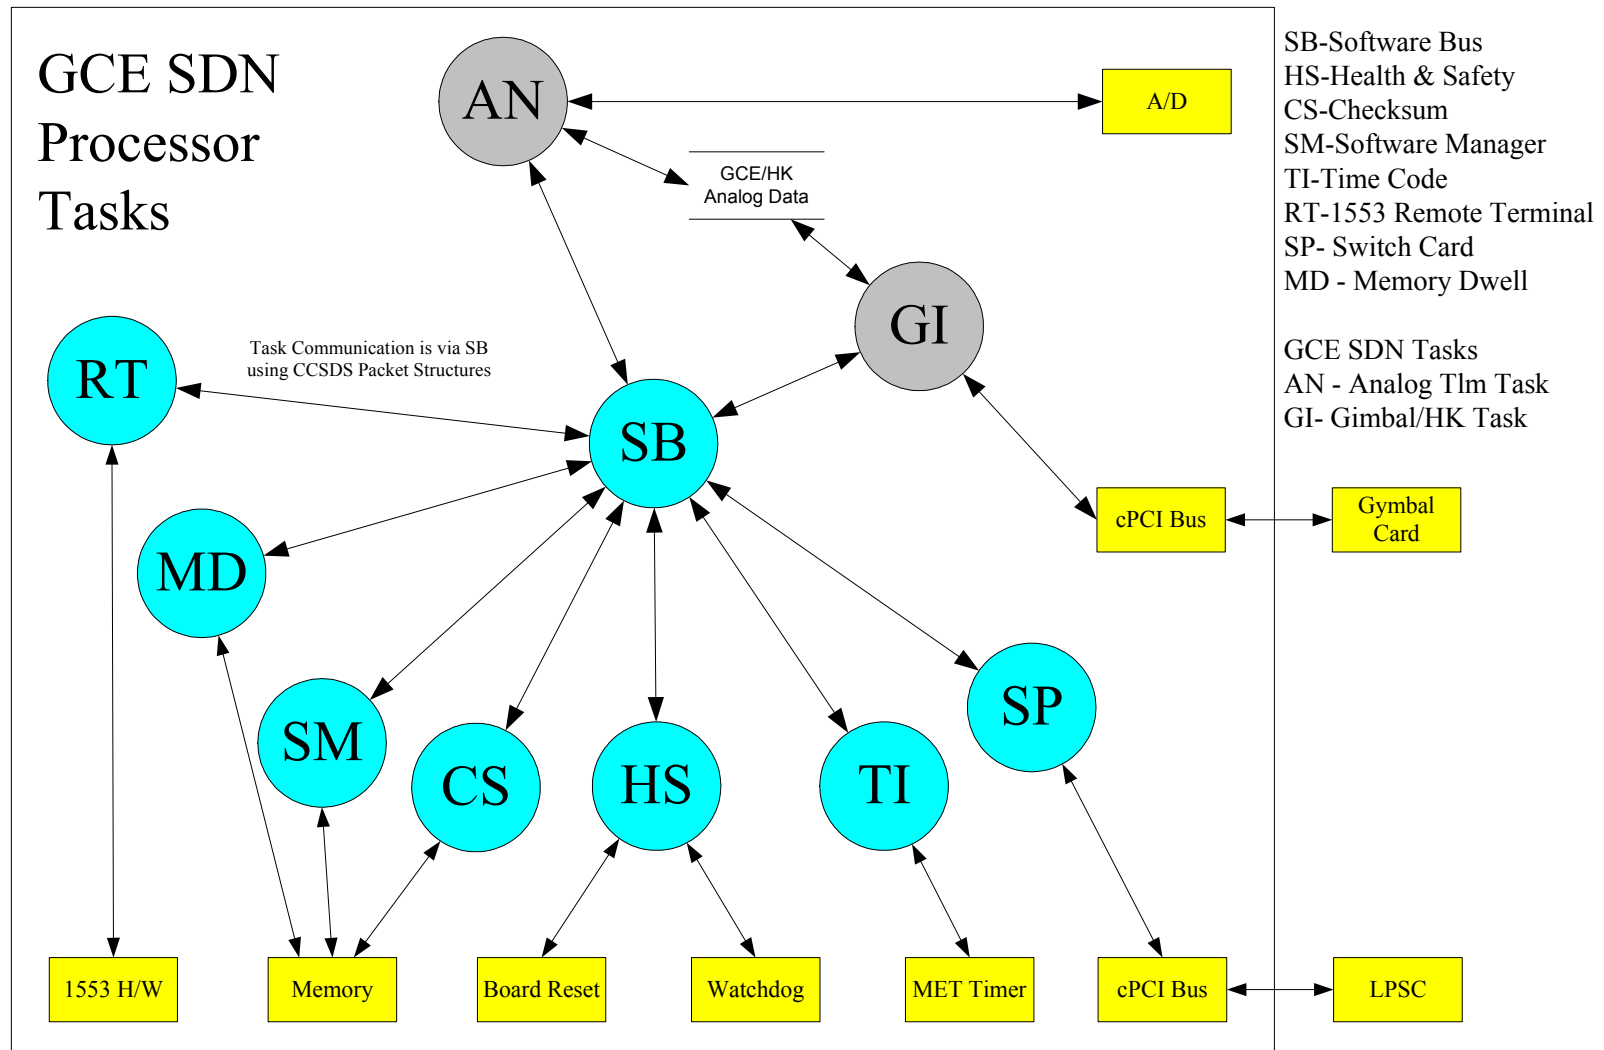 GCE SDN
Processor
Tasks
AN
A/D
GCE/HK
Analog Data
GI
RT
Task Communication is via SB
using CCSDS Packet Structures
SB
cPCI Bus
Gymbal
Card
MD
SM
CS
HS
TI
SP
1553 H/W
Memory
Board Reset
Watchdog
MET Timer
cPCI Bus
LPSC
SB-Software Bus
HS-Health & Safety
CS-Checksum
SM-Software Manager
TI-Time Code
RT-1553 Remote Terminal
SP- Switch Card
MD - Memory Dwell
GCE SDN Tasks
AN - Analog Tlm Task
GI- Gimbal/HK Task